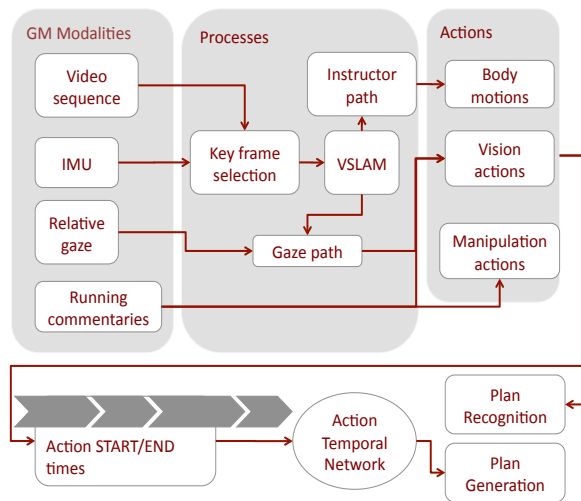 GM Modalities
Processes
Actions
Video
sequence
Instructor
path
Body
motions
IMU
Key frame
selection
VSLAM
Vision
actions
Relative
gaze
Gaze path
Manipulation
actions
Running
commentaries
Action START/END
times
Action
Temporal
Network
Plan
Recognition
Plan
Generation